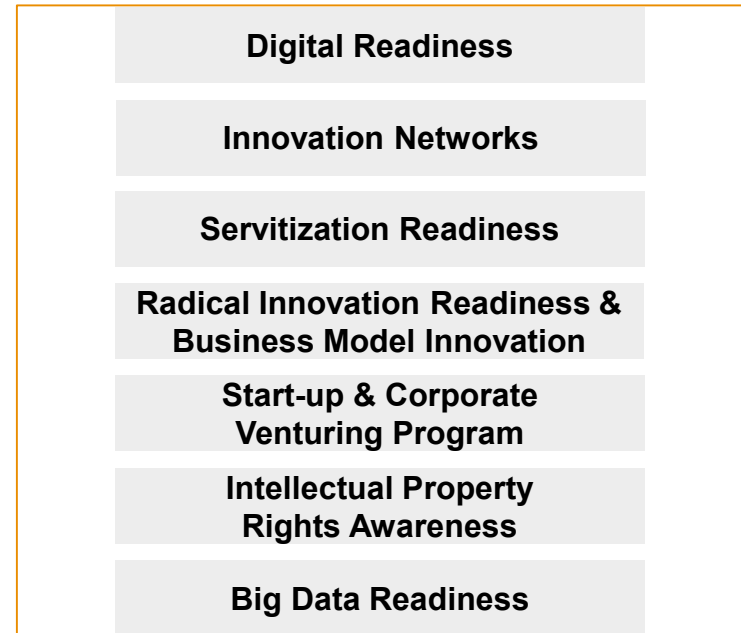 Digital Readiness
Innovation Networks
Servitization Readiness
Radical Innovation Readiness &
Business Model Innovation
Start-up & Corporate
Venturing Program
Intellectual Property
Rights Awareness
Big Data Readiness